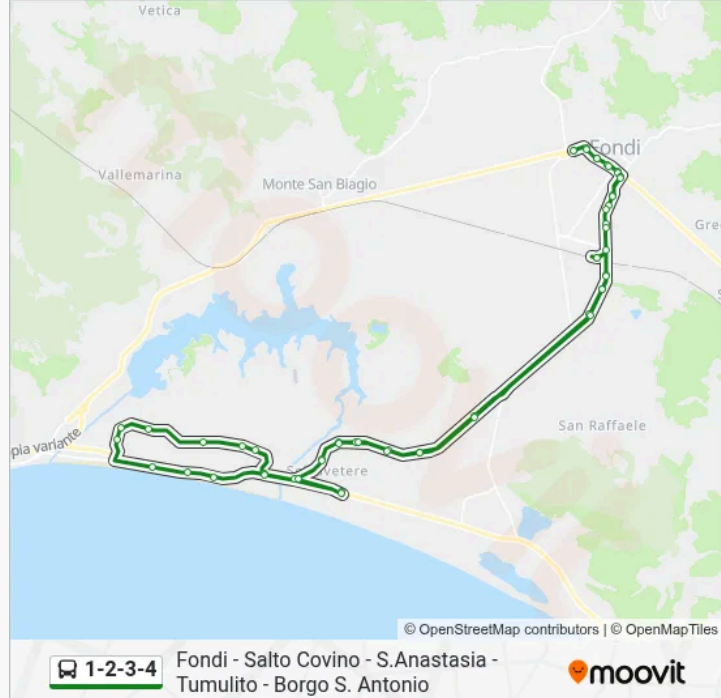 Vetica
Fondi
Vallemarina
Monte San Biagio
Gre
San Raffaele
pia variante
vetere
© OpenStreetMap contributors | © OpenMapTiles
1-2-3-4
Fondi - Salto Covino - S.Anastasia -
Tumulito - Borgo S. Antonio
moovit